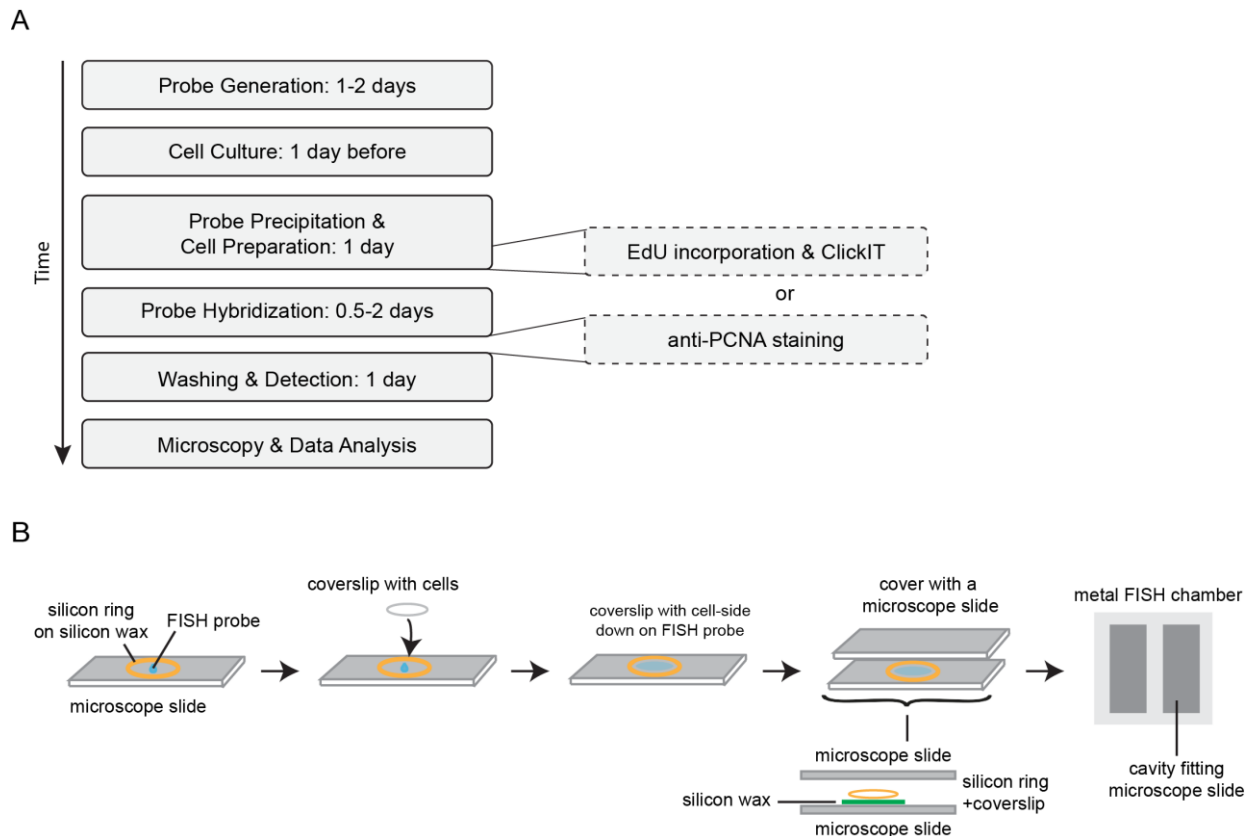 A
Time
Probe Generation: 1-2 days
Cell Culture: 1 day before
Probe Precipitation &
Cell Preparation: 1 day
EdU incorporation & ClickIT
or
Probe Hybridization: 0.5-2 days
anti-PCNA staining
Washing & Detection: 1 day
Microscopy & Data Analysis
B
silicon ring
on silicon wax
FISH probe
microscope slide
coverslip with cells
coverslip with cell-side
down on FISH probe
cover with a
microscope slide
microscope slide
silicon wax
silicon ring
+coverslip
microscope slide
metal FISH chamber
cavity fitting
microscope slide